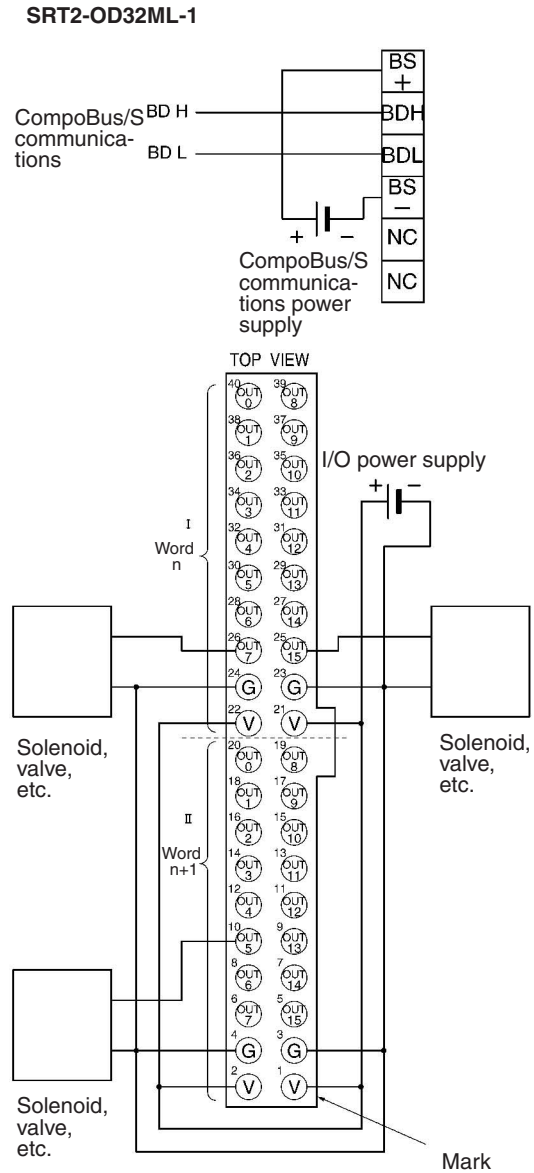 SRT2-OD32ML-1
BS
+
CompoBus/S
communica-
tions
BD H
BDH
BD L
BDL
BS
−
+ −
NC
CompoBus/S
communica-
tions power
supply
NC
TOP VIEW
40 OUT 0 39 OUT 8
38 OUT 1 37 OUT 9
36 OUT 2 35 OUT 10
I/O power supply
+ −
34 OUT 3 33 OUT 11
I
Word
n
32 OUT 4 31 OUT 12
30 OUT 5 29 OUT 13
28 OUT 6 27 OUT 14
26 OUT 7 25 OUT 15
24 G 23 G
22 V 21 V
Solenoid,
valve,
etc.
Solenoid,
valve,
etc.
20 OUT 0 19 OUT 8
18 OUT 1 17 OUT 9
II
Word
n+1
16 OUT 2 15 OUT 10
14 OUT 3 13 OUT 11
12 OUT 4 11 OUT 12
10 OUT 5 9 OUT 13
8 OUT 6 7 OUT 14
6 OUT 7 5 OUT 15
4 G 3 G
2 V 1 V
Solenoid,
valve,
etc.
Mark